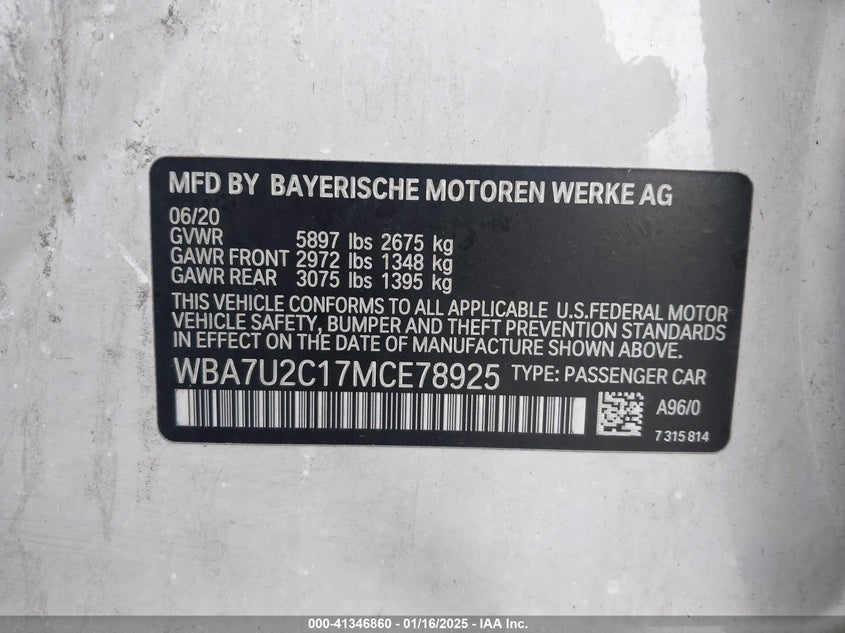 MFD BY BAYERISCHE MOTOREN WERKE AG
06/20
GVWR 5897 lbs 2675 kg
GAWR FRONT 2972 lbs 1348 kg
GAWR REAR 3075 lbs 1395 kg
THIS VEHICLE CONFORMS TO ALL APPLICABLE U.S.FEDERAL MOTOR
VEHICLE SAFETY, BUMPER AND THEFT PREVENTION STANDARDS
IN EFFECT ON THE DATE OF MANUFACTURE SHOWN ABOVE.
WBA7U2C17MCE78925 TYPE: PASSENGER CAR
A96/0
7 315 814
000-41346860 - 01/16/2025 - © IAA, Inc.